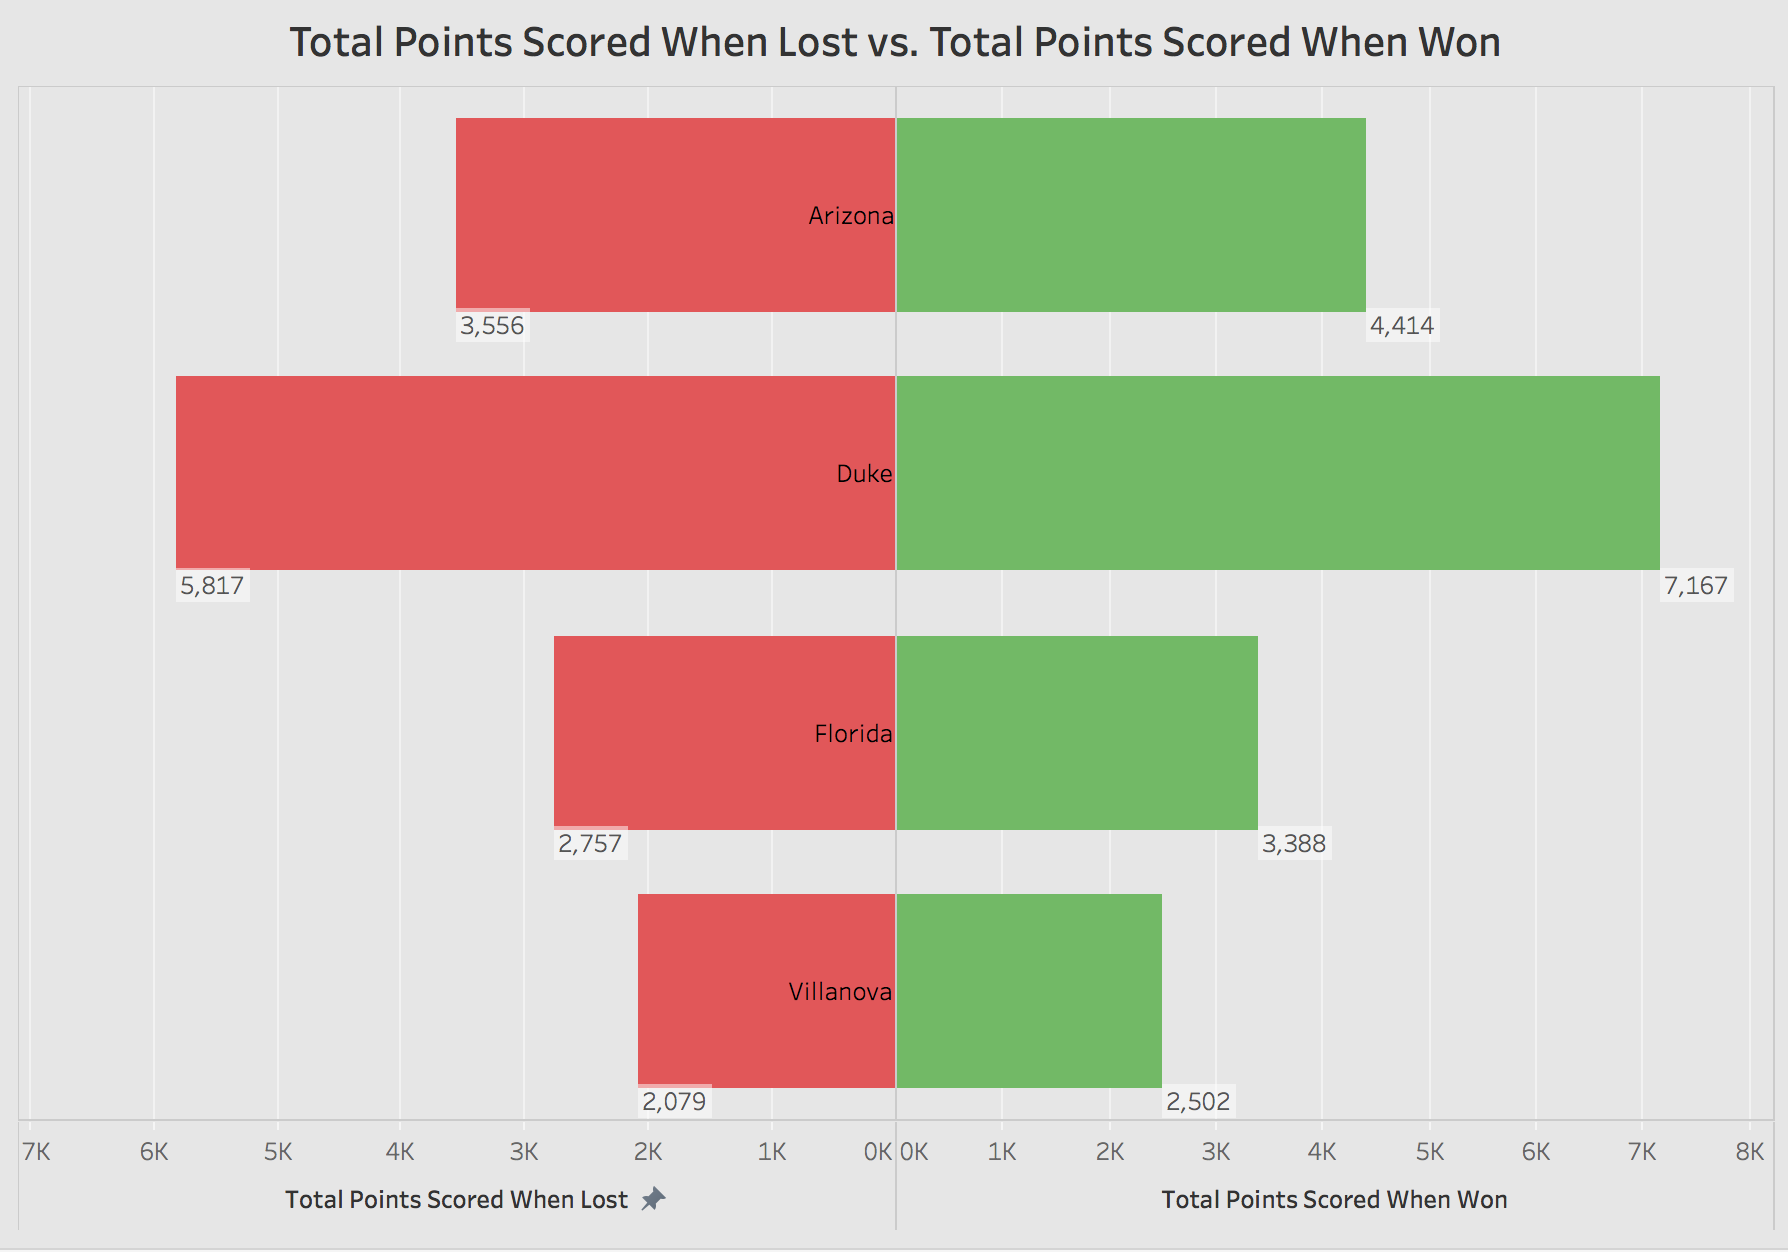 Total Points Scored When Lost vs. Total Points Scored When Won
Arizona
3,556
4,414
Duke
5,817
7,167
Florida
2,757
3,388
Villanova
2,079
2,502
7K 6K 5K 4K 3K 2K 1K 0K 0K 1K 2K 3K 4K 5K 6K 7K 8K
Total Points Scored When Lost
Total Points Scored When Won